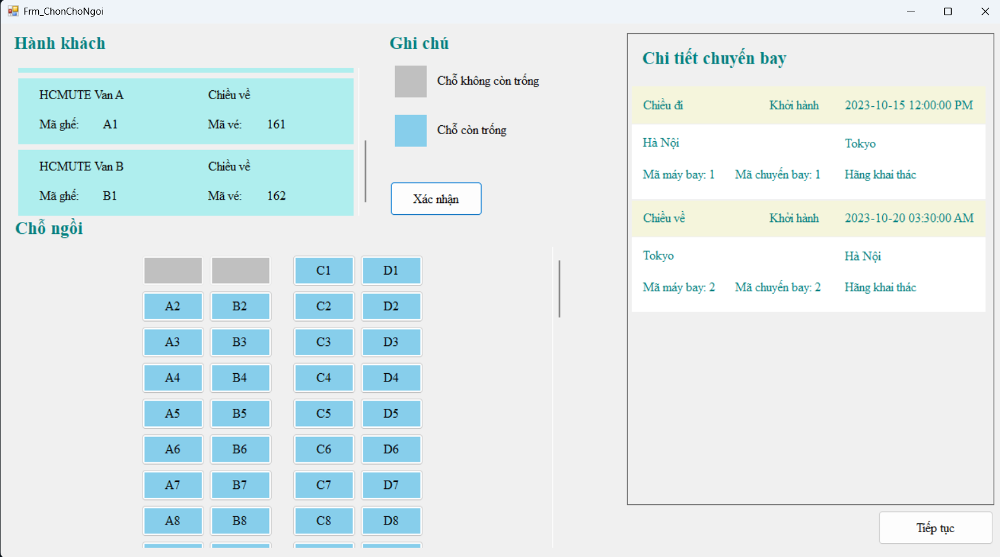 Frm_ChonChoNgoi
Hành khách
HCMUTE Van A Chiều về
Mã ghế: A1 Mã vé: 161
HCMUTE Van B Chiều về
Mã ghế: B1 Mã vé: 162
Ghi chú
Chỗ không còn trống
Chỗ còn trống
Xác nhận
Chỗ ngồi
C1 D1
A2 B2 C2 D2
A3 B3 C3 D3
A4 B4 C4 D4
A5 B5 C5 D5
A6 B6 C6 D6
A7 B7 C7 D7
A8 B8 C8 D8
Chi tiết chuyến bay
Chiều đi Khởi hành 2023-10-15 12:00:00 PM
Hà Nội Tokyo
Mã máy bay: 1 Mã chuyến bay: 1 Hãng khai thác
Chiều về Khởi hành 2023-10-20 03:30:00 AM
Tokyo Hà Nội
Mã máy bay: 2 Mã chuyến bay: 2 Hãng khai thác
Tiếp tục